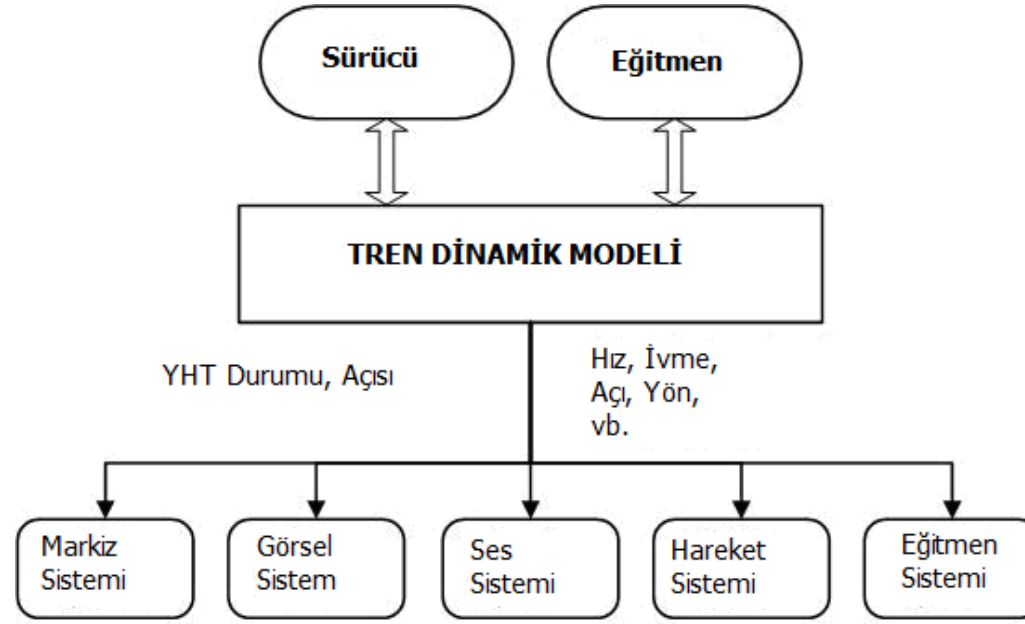 Sürücü
Eğitmen
TREN DİNAMİK MODELİ
YHT Durumu, Açısı
Hız, İvme,
Açı, Yön,
vb.
Markiz
Sistemi
Görsel
Sistem
Ses
Sistemi
Hareket
Sistemi
Eğitmen
Sistemi